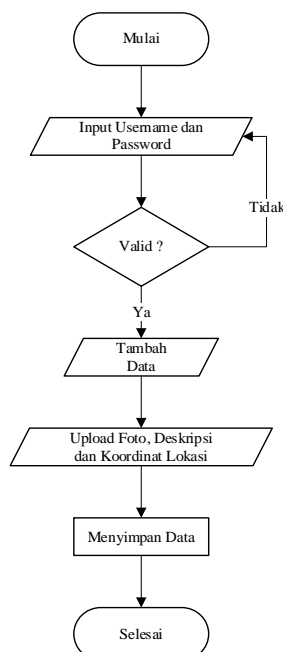 Mulai
Input Username dan
Password
Tidak
Valid ?
Ya
Tambah
Data
Upload Foto, Deskripsi
dan Koordinat Lokasi
Menyimpan Data
Selesai